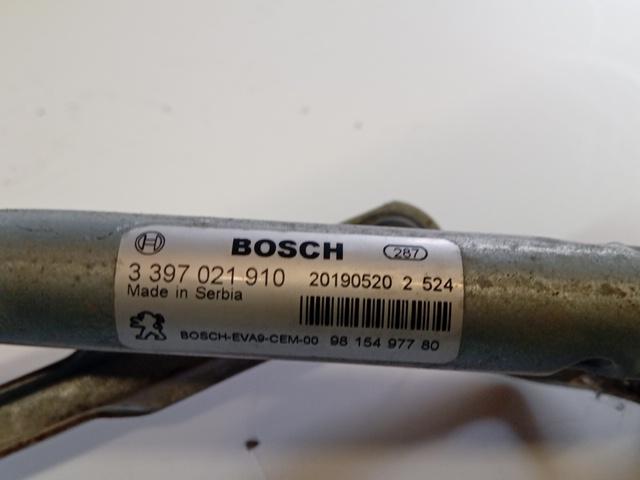 BOSCH 287
3 397 021 910 20190520 2 524
Made in Serbia
BOSCH-EVA9-CEM-00 98 154 977 80